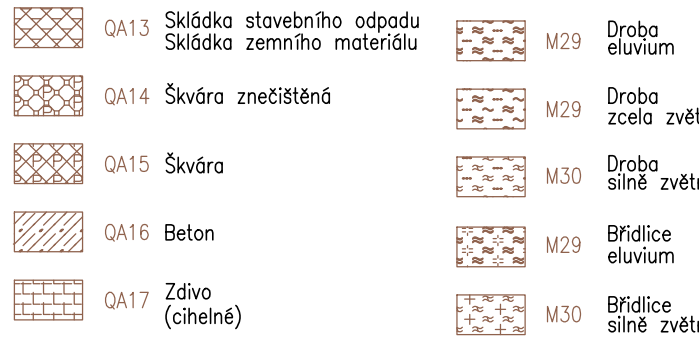 QA13 Skládka stavebního odpadu
Skládka zemního materiálu
QA14 Škvára znečištěná
QA15 Škvára
QA16 Beton
QA17 Zdivo
(cihelné)
M29 Droba
eluvium
M29 Droba
zcela
M30 Droba
silně
M29 Břidlice
eluvium
M30 Břidlice
silně